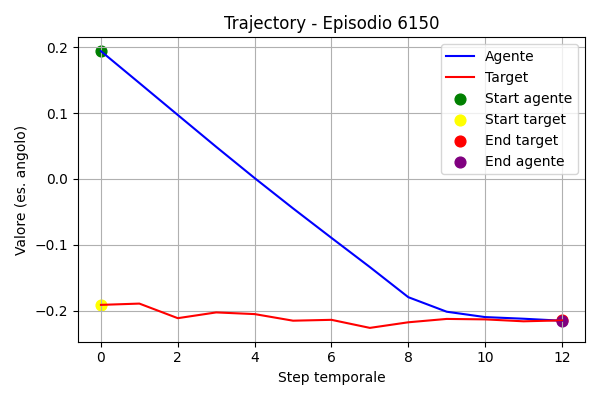 Trajectory - Episodio 6150
Valore (es. angolo)
0.2
0.1
0.0
−0.1
−0.2
Agente
Target
Start agente
Start target
End target
End agente
0 2 4 6 8 10 12
Step temporale